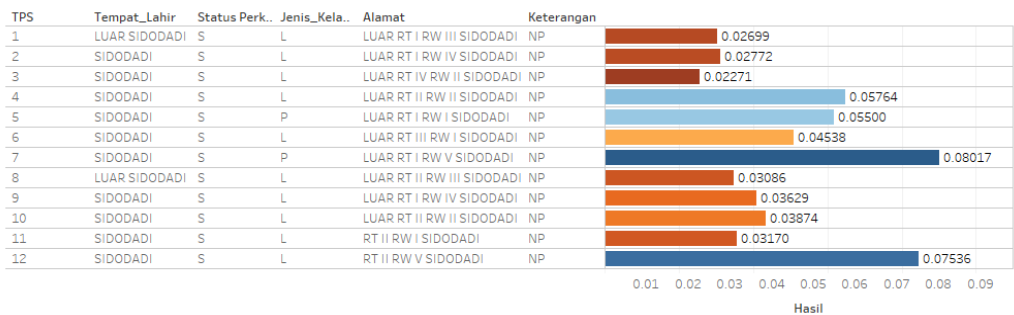 TPS Tempat_Lahir Status Perk.. Jenis_Kela.. Alamat Keterangan
1 LUAR SIDODADI S L LUAR RT I RW III SIDODADI NP 0.02699
2 SIDODADI S L LUAR RT I RW IV SIDODADI NP 0.02772
3 SIDODADI S L LUAR RT IV RW II SIDODADI NP 0.02271
4 SIDODADI S L LUAR RT II RW II SIDODADI NP 0.05764
5 SIDODADI S P LUAR RT I RW I SIDODADI NP 0.05500
6 SIDODADI S L LUAR RT III RW I SIDODADI NP 0.04538
7 SIDODADI S P LUAR RT I RW V SIDODADI NP 0.08017
8 LUAR SIDODADI S L LUAR RT II RW III SIDODADI NP 0.03086
9 SIDODADI S L LUAR RT I RW IV SIDODADI NP 0.03629
10 SIDODADI S L LUAR RT II RW II SIDODADI NP 0.03874
11 SIDODADI S L RT II RW I SIDODADI NP 0.03170
12 SIDODADI S L RT II RW V SIDODADI NP 0.07536
0.01 0.02 0.03 0.04 0.05 0.06 0.07 0.08 0.09
Hasil